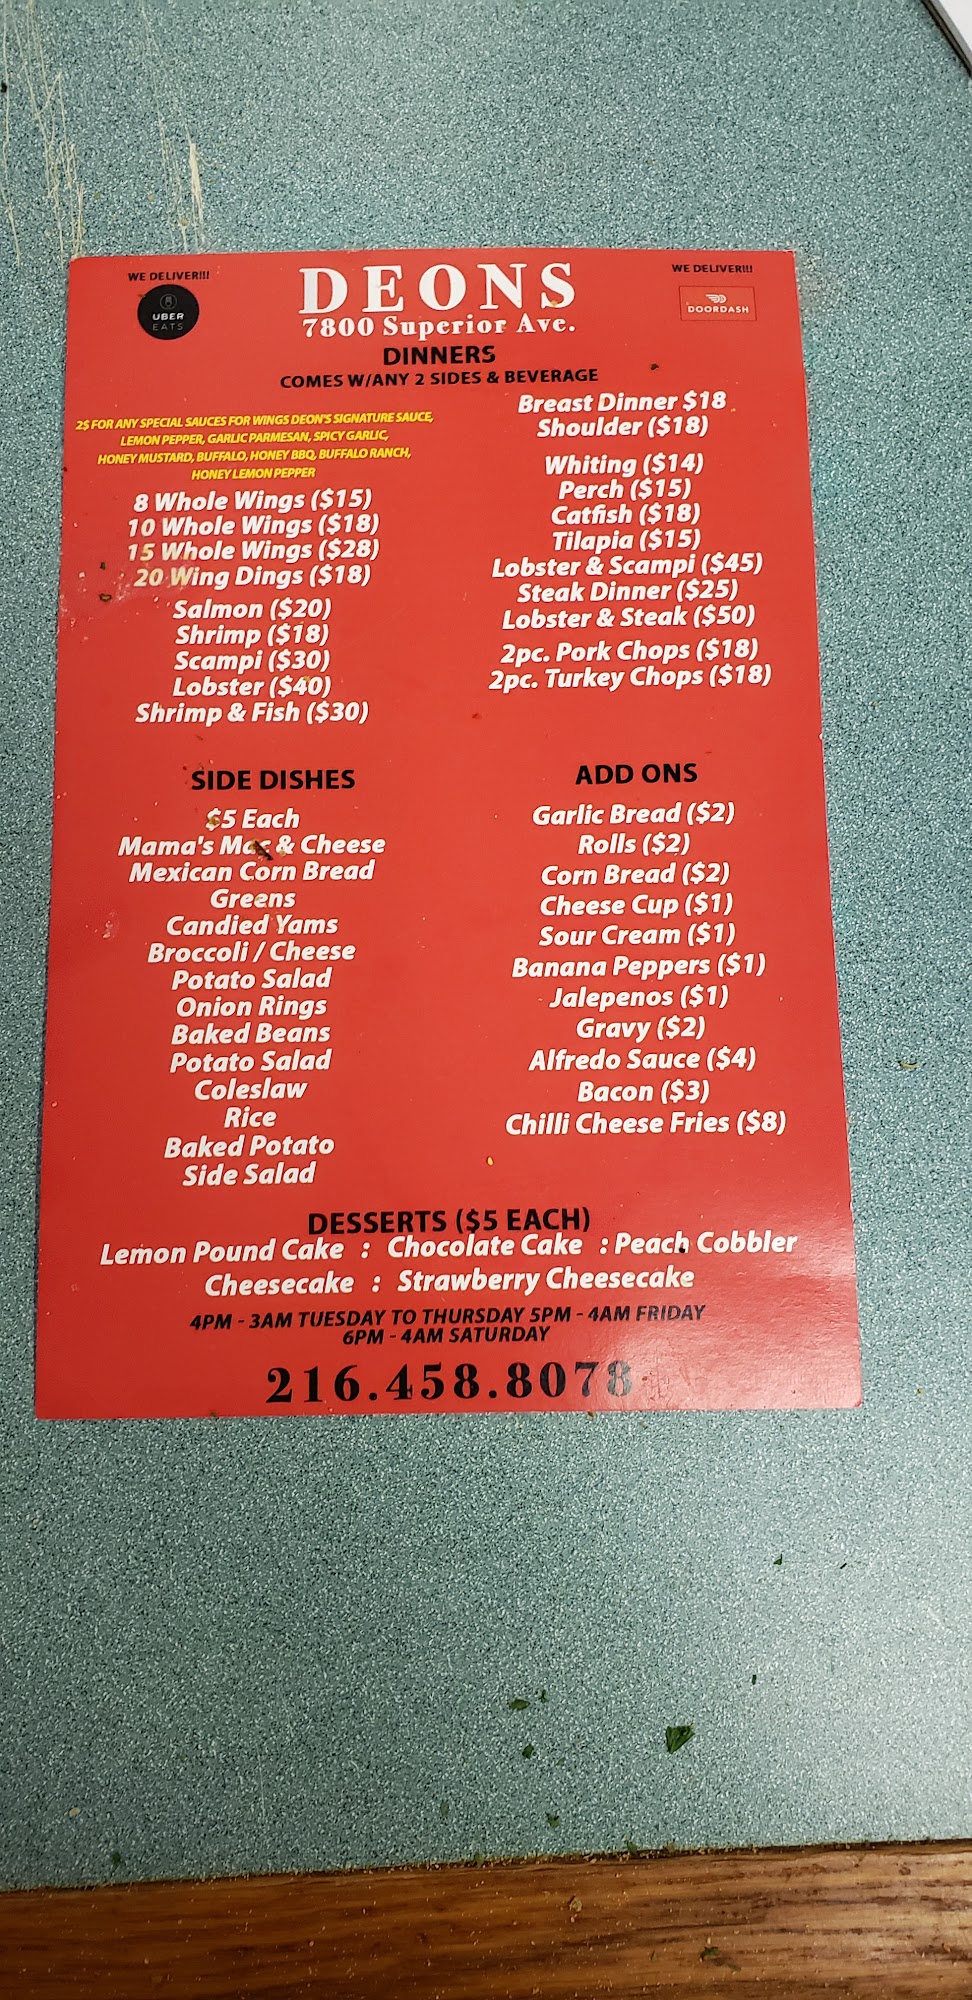 WE DELIVER!!!
UBER
EATS
DEONS
7800 Superior Ave.
WE DELIVER!!!
DOORDASH
DINNERS
COMES W/ANY 2 SIDES & BEVERAGE
2$ FOR ANY SPECIAL SAUCES FOR WINGS DEON'S SIGNATURE SAUCE,
LEMON PEPPER, GARLIC PARMESAN, SPICY GARLIC,
HONEY MUSTARD, BUFFALO, HONEY BBQ, BUFFALO RANCH,
HONEY LEMON PEPPER
8 Whole Wings ($15)
10 Whole Wings ($18)
15 Whole Wings ($28)
20 Wing Dings ($18)
Salmon ($20)
Shrimp ($18)
Scampi ($30)
Lobster ($40)
Shrimp & Fish ($30)
Breast Dinner $18
Shoulder ($18)
Whiting ($14)
Perch ($15)
Catfish ($18)
Tilapia ($15)
Lobster & Scampi ($45)
Steak Dinner ($25)
Lobster & Steak ($50)
2pc. Pork Chops ($18)
2pc. Turkey Chops ($18)
SIDE DISHES
$5 Each
Mama's Mac & Cheese
Mexican Corn Bread
Greens
Candied Yams
Broccoli / Cheese
Potato Salad
Onion Rings
Baked Beans
Potato Salad
Coleslaw
Rice
Baked Potato
Side Salad
ADD ONS
Garlic Bread ($2)
Rolls ($2)
Corn Bread ($2)
Cheese Cup ($1)
Sour Cream ($1)
Banana Peppers ($1)
Jalepenos ($1)
Gravy ($2)
Alfredo Sauce ($4)
Bacon ($3)
Chilli Cheese Fries ($8)
DESSERTS ($5 EACH)
Lemon Pound Cake : Chocolate Cake : Peach Cobbler
Cheesecake : Strawberry Cheesecake
4PM - 3AM TUESDAY TO THURSDAY 5PM - 4AM FRIDAY
6PM - 4AM SATURDAY
216.458.8078